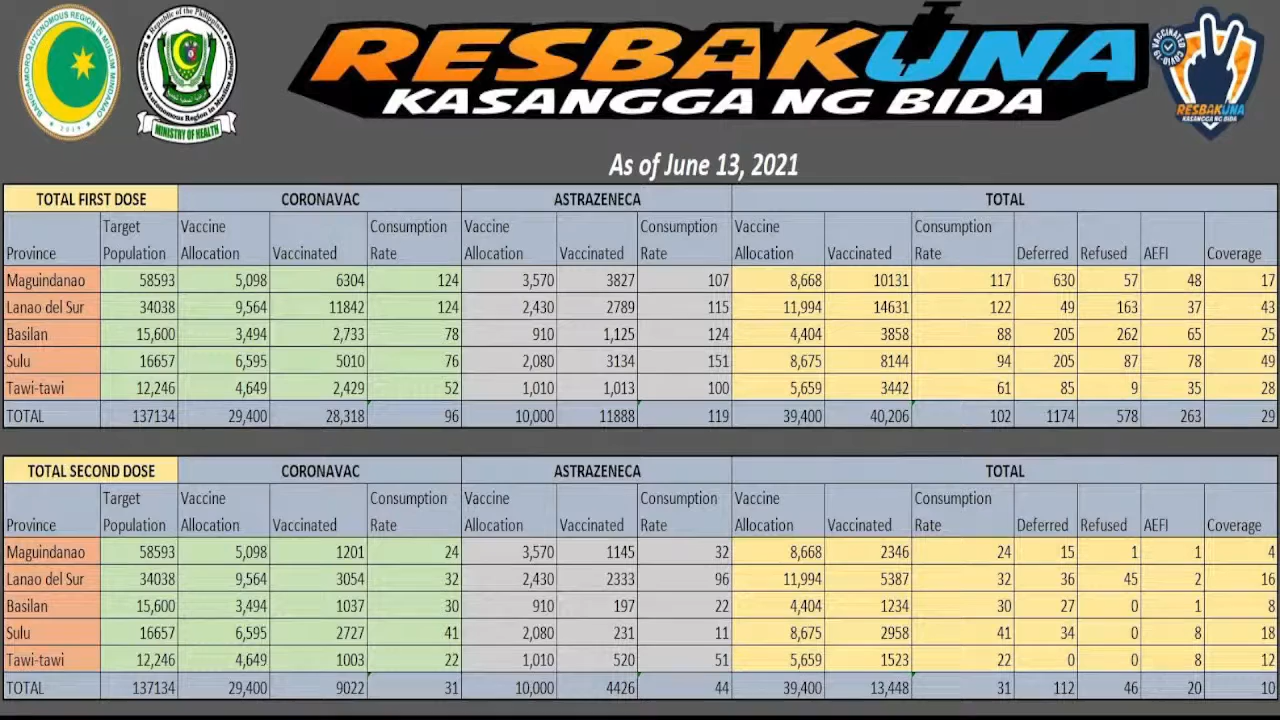 BANGSAMORO AUTONOMOUS REGION IN MUSLIM MINDANAO
2019
Republic of the Philippines
MINISTRY OF HEALTH
RESBAKUNA
KASANGGA NG BIDA
VACCINATED
COVID-19
RESBAKUNA
KASANGGA NG BIDA
As of June 13, 2021
TOTAL FIRST DOSE CORONAVAC ASTRAZENECA TOTAL
Target Vaccine Consumption Vaccine Consumption Vaccine Consumption
Province Population Allocation Vaccinated Rate Allocation Vaccinated Rate Allocation Vaccinated Rate Deferred Refused AEFI Coverage
Maguindanao 58593 5,098 6304 124 3,570 3827 107 8,668 10131 117 630 57 48 17
Lanao del Sur 34038 9,564 11842 124 2,430 2789 115 11,994 14631 122 49 163 37 43
Basilan 15,600 3,494 2,733 78 910 1,125 124 4,404 3858 88 205 262 65 25
Sulu 16657 6,595 5010 76 2,080 3134 151 8,675 8144 94 205 87 78 49
Tawi-tawi 12,246 4,649 2,429 52 1,010 1,013 100 5,659 3442 61 85 9 35 28
TOTAL 137134 29,400 28,318 96 10,000 11888 119 39,400 40,206 102 1174 578 263 29
TOTAL SECOND DOSE CORONAVAC ASTRAZENECA TOTAL
Target Vaccine Consumption Vaccine Consumption Vaccine Consumption
Province Population Allocation Vaccinated Rate Allocation Vaccinated Rate Allocation Vaccinated Rate Deferred Refused AEFI Coverage
Maguindanao 58593 5,098 1201 24 3,570 1145 32 8,668 2346 24 15 1 1 4
Lanao del Sur 34038 9,564 3054 32 2,430 2333 96 11,994 5387 32 36 45 2 16
Basilan 15,600 3,494 1037 30 910 197 22 4,404 1234 30 27 0 1 8
Sulu 16657 6,595 2727 41 2,080 231 11 8,675 2958 41 34 0 8 18
Tawi-tawi 12,246 4,649 1003 22 1,010 520 51 5,659 1523 22 0 0 8 12
TOTAL 137134 29,400 9022 31 10,000 4426 44 39,400 13,448 31 112 46 20 10